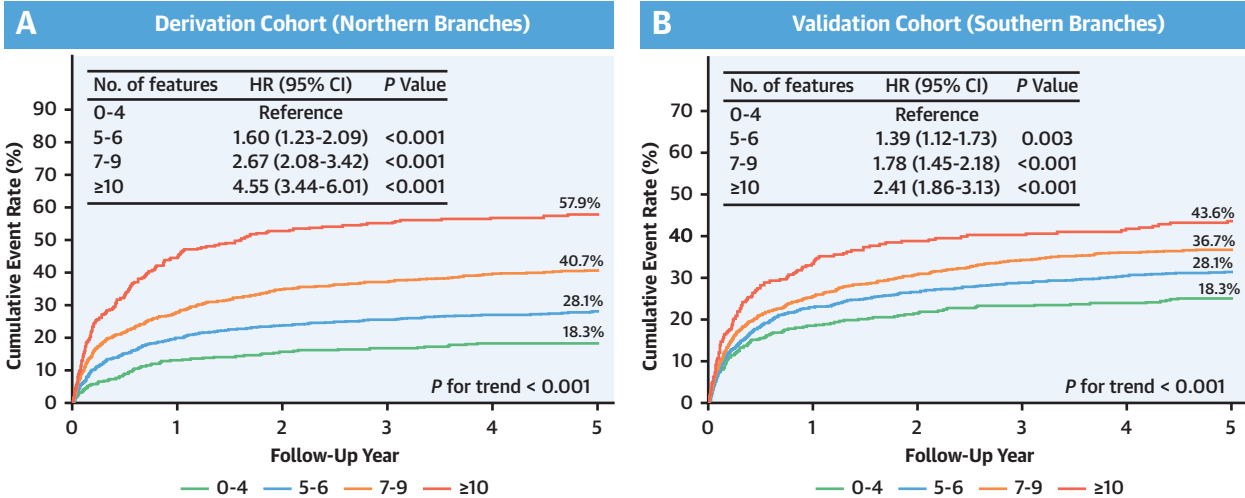 A Derivation Cohort (Northern Branches)
No. of features HR (95% CI) P Value
0-4 Reference
5-6 1.60 (1.23-2.09) <0.001
7-9 2.67 (2.08-3.42) <0.001
≥10 4.55 (3.44-6.01) <0.001
Cumulative Event Rate (%)
90
80
70
60
50
40
30
20
10
0
57.9%
40.7%
28.1%
18.3%
P for trend < 0.001
0 1 2 3 4 5
Follow-Up Year
0-4 5-6 7-9 ≥10
B Validation Cohort (Southern Branches)
No. of features HR (95% CI) P Value
0-4 Reference
5-6 1.39 (1.12-1.73) 0.003
7-9 1.78 (1.45-2.18) <0.001
≥10 2.41 (1.86-3.13) <0.001
Cumulative Event Rate (%)
70
60
50
40
30
20
10
0
43.6%
36.7%
28.1%
18.3%
P for trend < 0.001
0 1 2 3 4 5
Follow-Up Year
0-4 5-6 7-9 ≥10